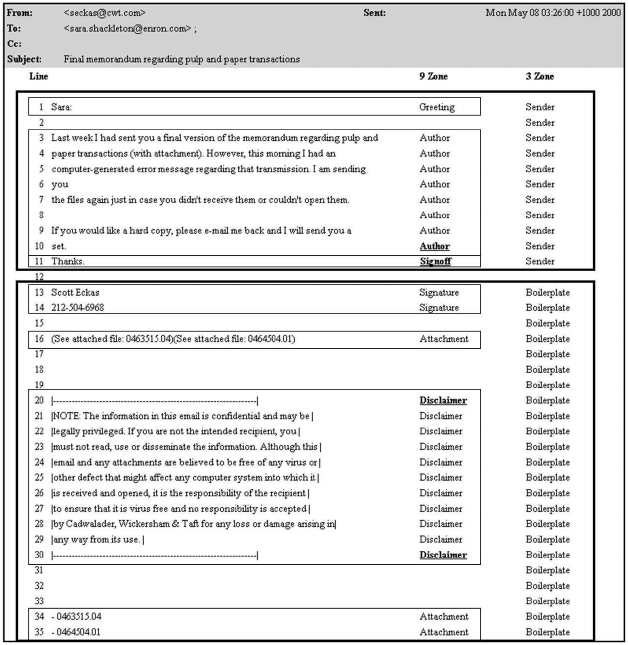 From: <seckas@cwt.com> Sent: Mon May 08 03:26:00 +1000 2000
To: <sara.shackleton@enron.com> ;
Cc:
Subject: Final memorandum regarding pulp and paper transactions
Line 9 Zone 3 Zone
1 Sara: Greeting Sender
2 Sender
3 Last week I had sent you a final version of the memorandum regarding pulp and Author Sender
4 paper transactions (with attachment). However, this morning I had an Author Sender
5 computer-generated error message regarding that transmission. I am sending Author Sender
6 you Author Sender
7 the files again just in case you didn't receive them or couldn't open them. Author Sender
8 Author Sender
9 If you would like a hard copy, please e-mail me back and I will send you a Author Sender
10 set. Author Sender
11 Thanks. Signoff Sender
12
13 Scott Eckas Signature Boilerplate
14 212-504-6968 Signature Boilerplate
15 Boilerplate
16 (See attached file: 0463515.04)(See attached file: 0464504.01) Attachment Boilerplate
17 Boilerplate
18 Boilerplate
19 Boilerplate
20 |--------------------------------------------------------------------| Disclaimer Boilerplate
21 |NOTE: The information in this email is confidential and may be | Disclaimer Boilerplate
22 |legally privileged. If you are not the intended recipient, you | Disclaimer Boilerplate
23 |must not read, use or disseminate the information. Although this | Disclaimer Boilerplate
24 |email and any attachments are believed to be free of any virus or | Disclaimer Boilerplate
25 |other defect that might affect any computer system into which it | Disclaimer Boilerplate
26 |is received and opened, it is the responsibility of the recipient | Disclaimer Boilerplate
27 |to ensure that it is virus free and no responsibility is accepted | Disclaimer Boilerplate
28 |by Cadwalader, Wickersham & Taft for any loss or damage arising in| Disclaimer Boilerplate
29 |any way from its use. | Disclaimer Boilerplate
30 |--------------------------------------------------------------------| Disclaimer Boilerplate
31 Boilerplate
32 Boilerplate
33 Boilerplate
34 - 0463515.04 Attachment Boilerplate
35 - 0464504.01 Attachment Boilerplate